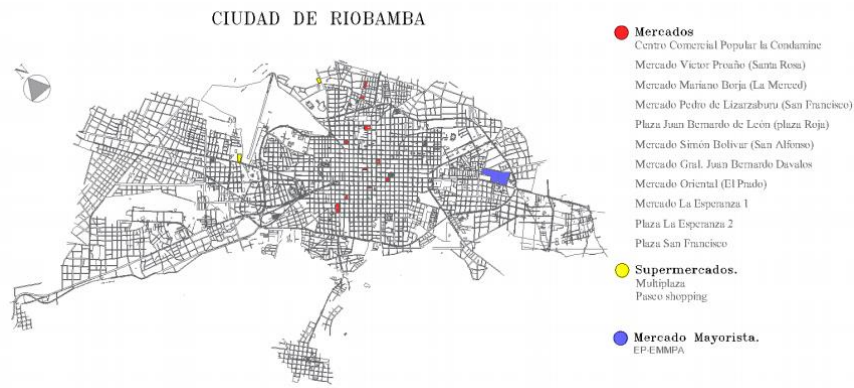 CIUDAD DE RIOBAMBA
N
Mercados
Centro Comercial Popular la Condamine
Mercado Víctor Proaño (Santa Rosa)
Mercado Mariano Borja (La Merced)
Mercado Pedro de Lizarzaburu (San Francisco)
Plaza Juan Bernardo de León (plaza Roja)
Mercado Simón Bolívar (San Alfonso)
Mercado Gral. Juan Bernardo Davalos
Mercado Oriental (El Prado)
Mercado La Esperanza 1
Plaza La Esperanza 2
Plaza San Francisco
Supermercados.
Multiplaza
Paseo shopping
Mercado Mayorista.
EP-EMMPA